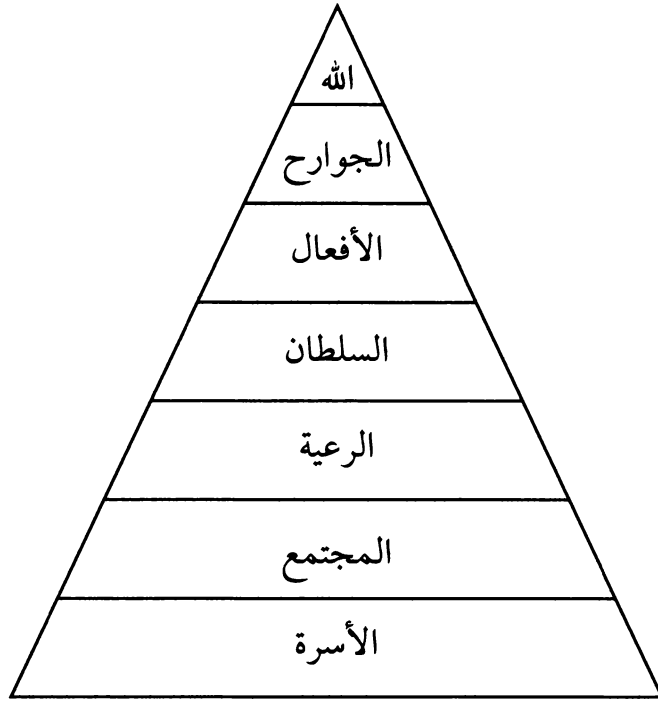 الله
الجوارح
الأفعال
السلطان
الرعية
المجتمع
الأسرة